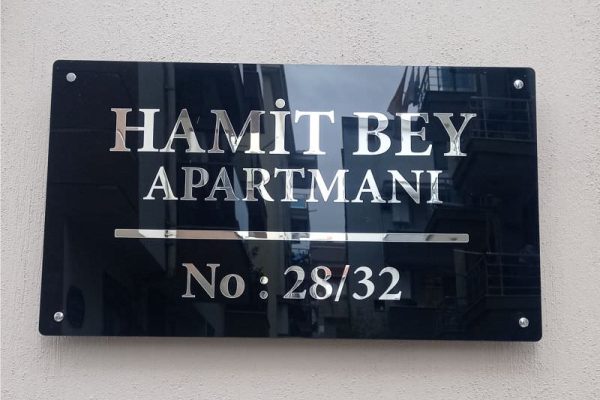 HAMİT BEY
APARTMANI
No : 28/32